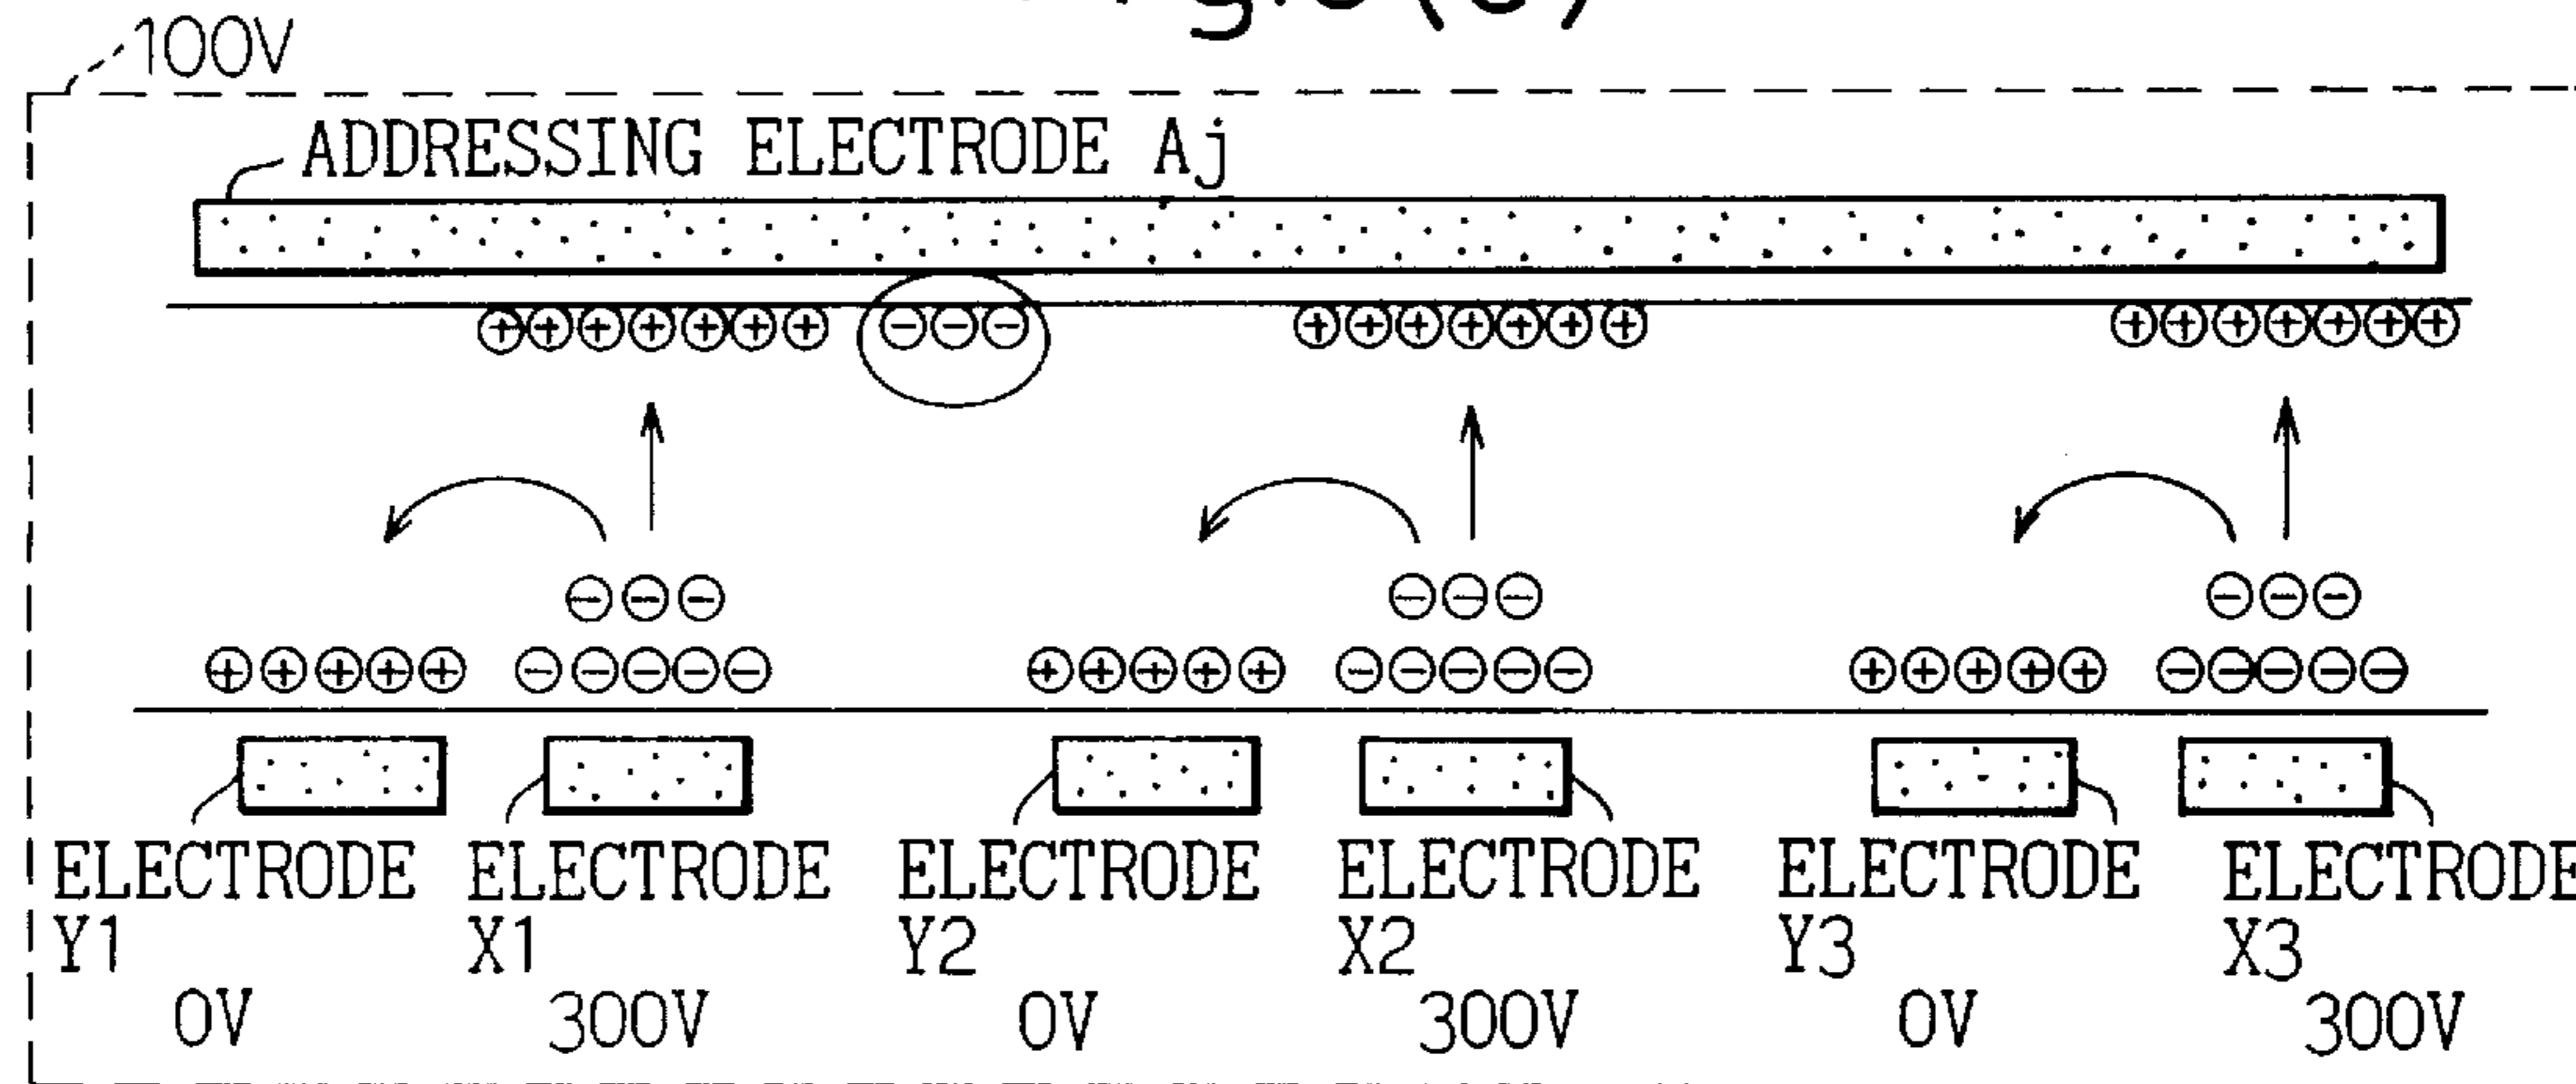 100V
ADDRESSING ELECTRODE Aj
ELECTRODE Y1
ELECTRODE X1
ELECTRODE Y2
ELECTRODE X2
ELECTRODE Y3
ELECTRODE X3
0V
300V
0V
300V
0V
300V